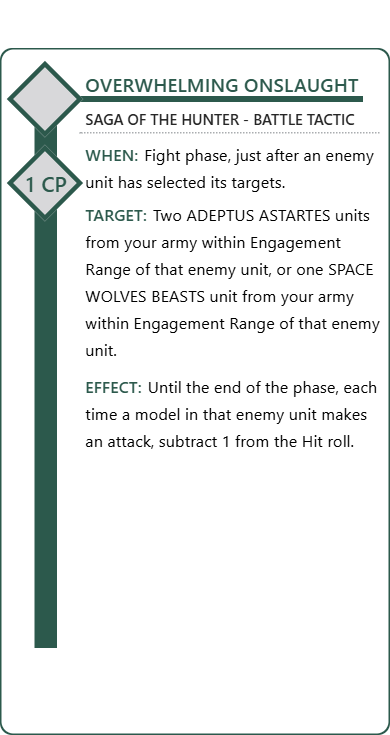 OVERWHELMING ONSLAUGHT
SAGA OF THE HUNTER - BATTLE TACTIC
WHEN: Fight phase, just after an enemy
1 CP
unit has selected its targets.
TARGET: Two ADEPTUS ASTARTES units
from your army within Engagement
Range of that enemy unit, or one SPACE
WOLVES BEASTS unit from your army
within Engagement Range of that enemy
unit.
EFFECT: Until the end of the phase, each
time a model in that enemy unit makes
an attack, subtract 1 from the Hit roll.